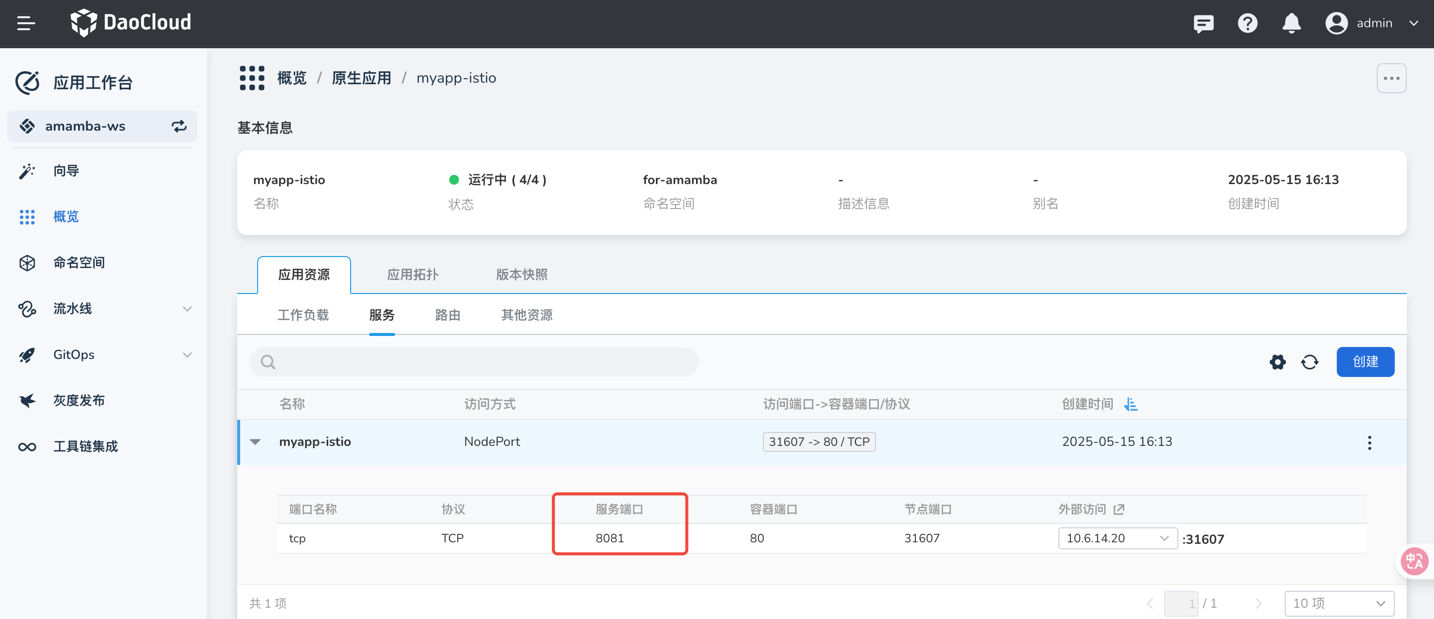 DaoCloud
admin
应用工作台
amamba-ws
向导
概览
命名空间
流水线
GitOps
灰度发布
工具链集成
概览 / 原生应用 / myapp-istio
基本信息
myapp-istio
名称
运行中 ( 4/4 )
状态
for-amamba
命名空间
-
描述信息
-
别名
2025-05-15 16:13
创建时间
应用资源 应用拓扑 版本快照
工作负载 服务 路由 其他资源
创建
名称 访问方式 访问端口->容器端口/协议 创建时间
myapp-istio NodePort 31607 -> 80 / TCP 2025-05-15 16:13
端口名称 协议 服务端口 容器端口 节点端口 外部访问
tcp TCP 8081 80 31607 10.6.14.20 :31607
共 1 项 1 / 1 10 项